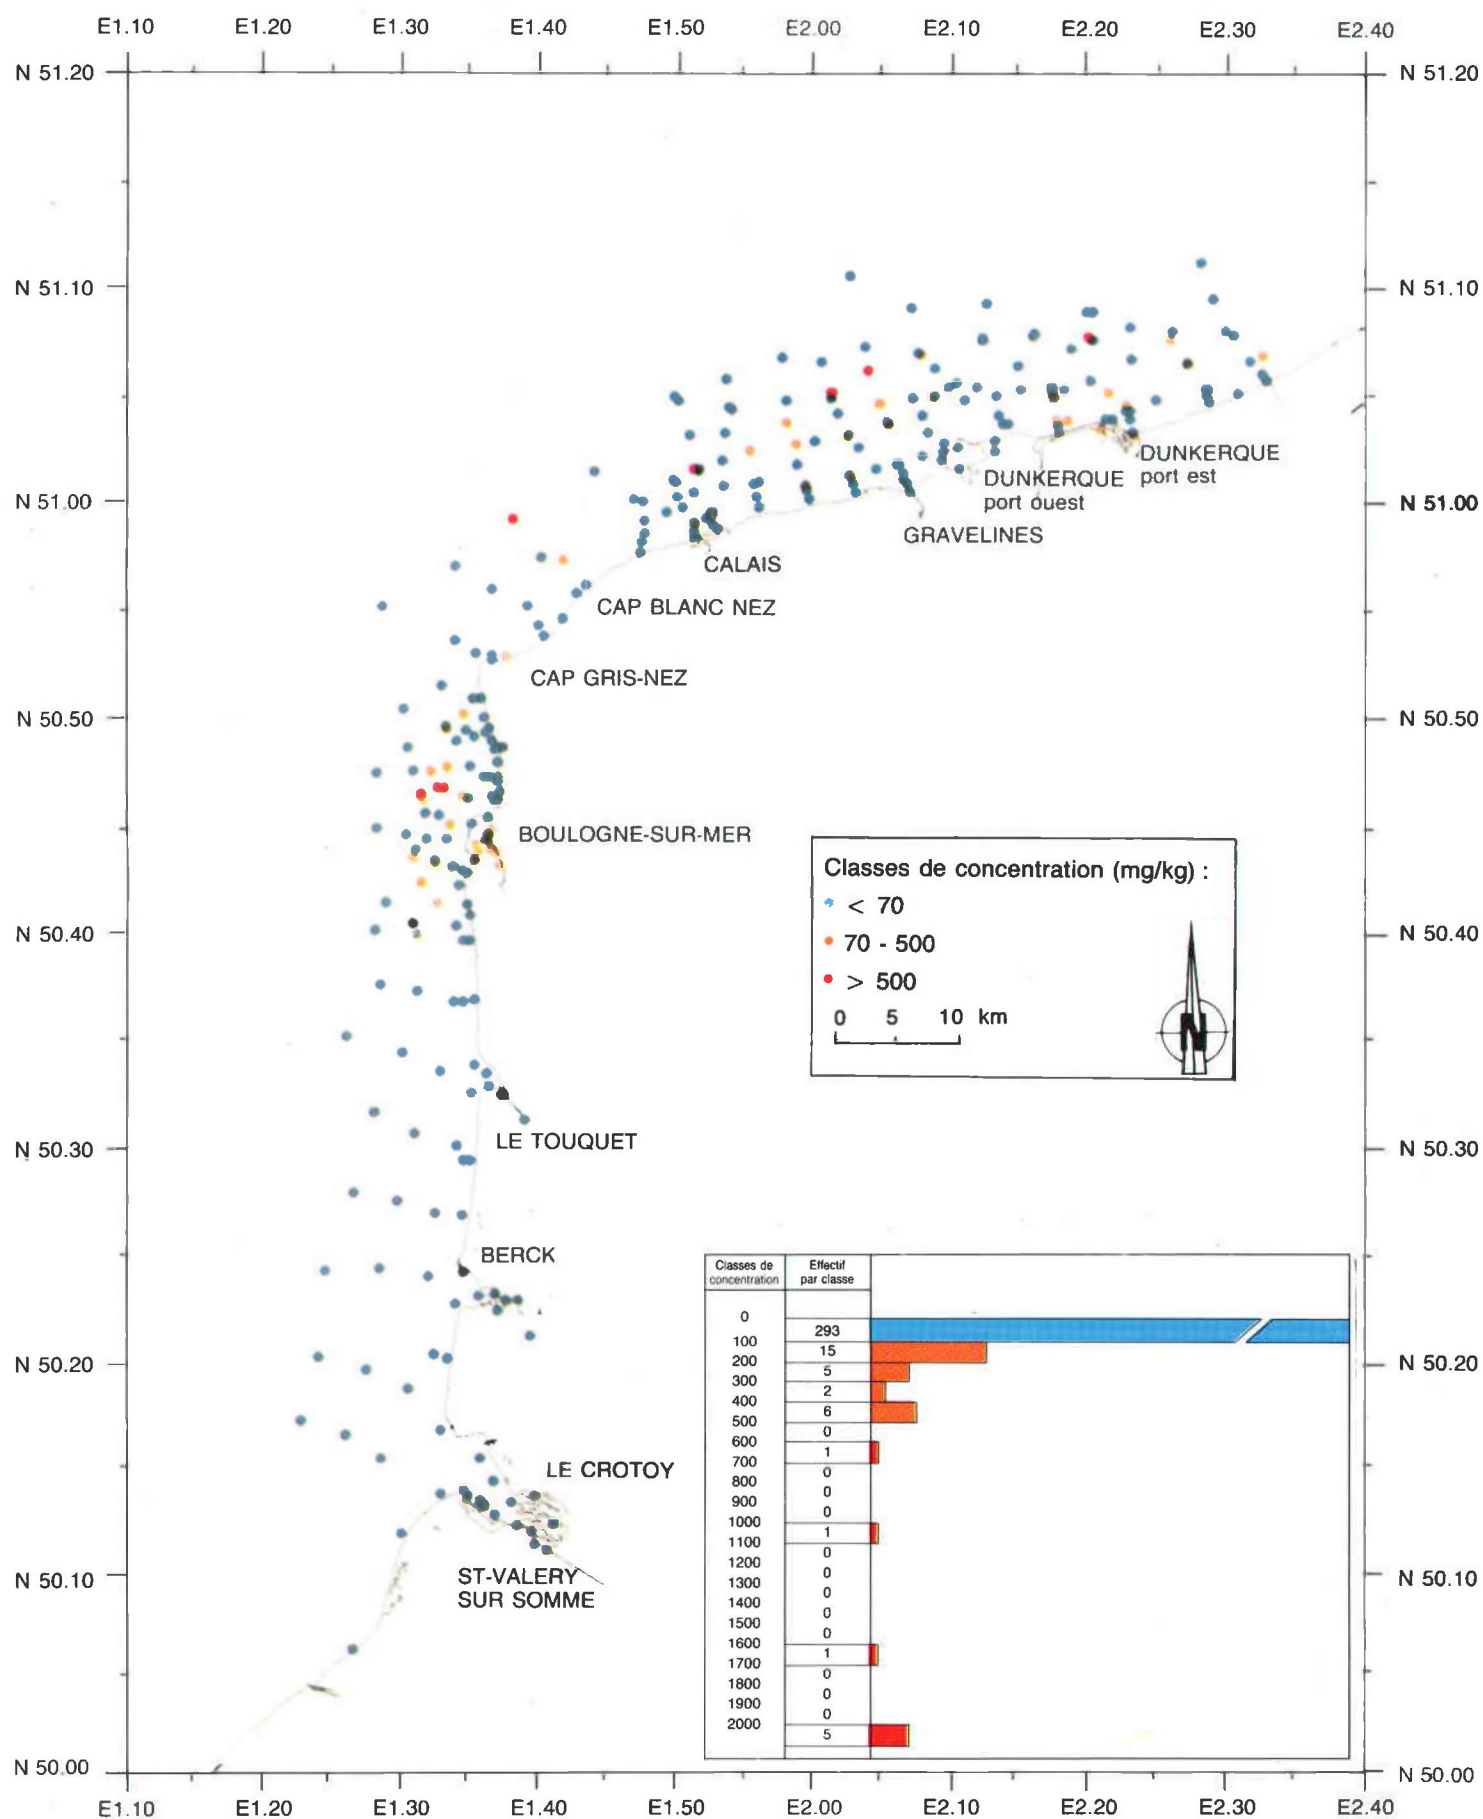 E1.10 E1.20 E1.30 E1.40 E1.50 E2.00 E2.10 E2.20 E2.30 E2.40
N 51.20 N 51.20
N 51.10 N 51.10
DUNKERQUE
port est
DUNKERQUE
port ouest
N 51.00 N 51.00
GRAVELINES
CALAIS
CAP BLANC NEZ
CAP GRIS-NEZ
N 50.50 N 50.50
BOULOGNE-SUR-MER
Classes de concentration (mg/kg) :
< 70
70 - 500
> 500
0 5 10 km
N
N 50.40 N 50.40
N 50.30 N 50.30
LE TOUQUET
BERCK
N 50.20 N 50.20
LE CROTOY
ST-VALERY
SUR SOMME
N 50.10 N 50.10
Classes de Effectif
concentration par classe
0
293
100
15
200
5
300
2
400
6
500
0
600
1
700
0
800
0
900
0
1000
1
1100
0
1200
0
1300
0
1400
0
1500
0
1600
1
1700
0
1800
0
1900
0
2000
5
N 50.00 N 50.00
E1.10 E1.20 E1.30 E1.40 E1.50 E2.00 E2.10 E2.20 E2.30 E2.40